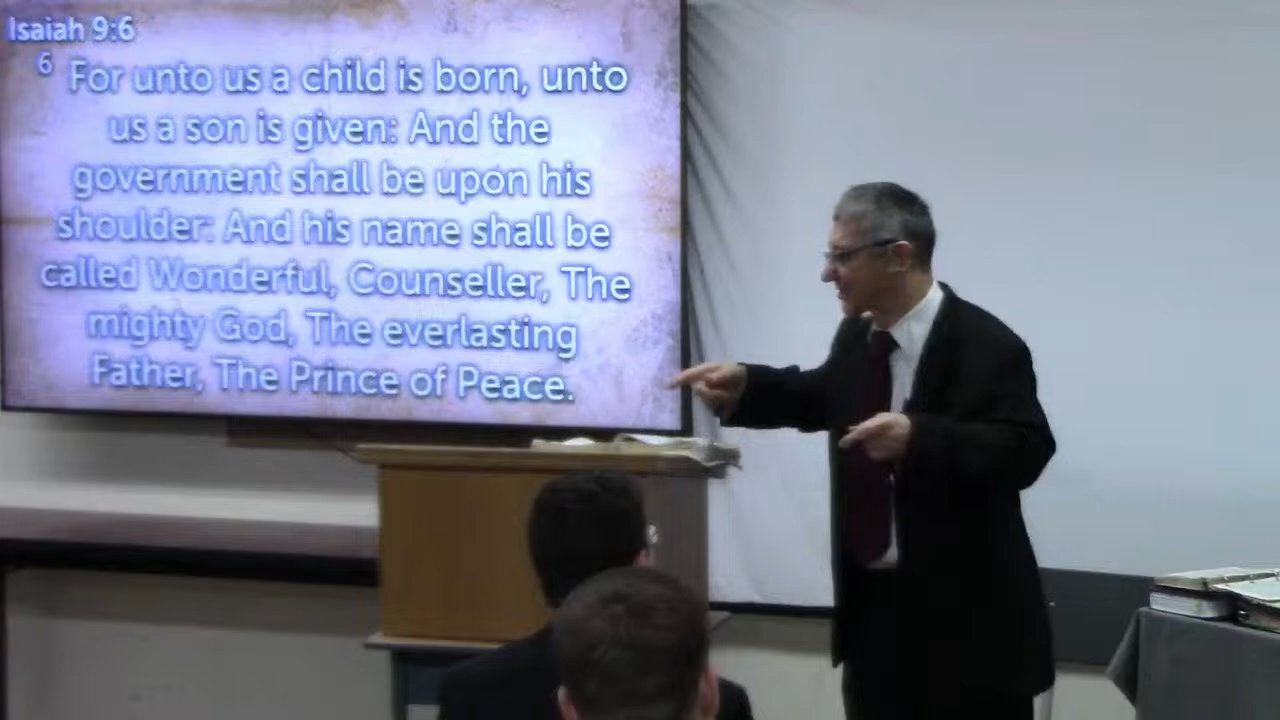 Isaiah 9:6
6 For unto us a child is born, unto
us a son is given: And the
government shall be upon his
shoulder: And his name shall be
called Wonderful, Counseller, The
mighty God, The everlasting
Father, The Prince of Peace.